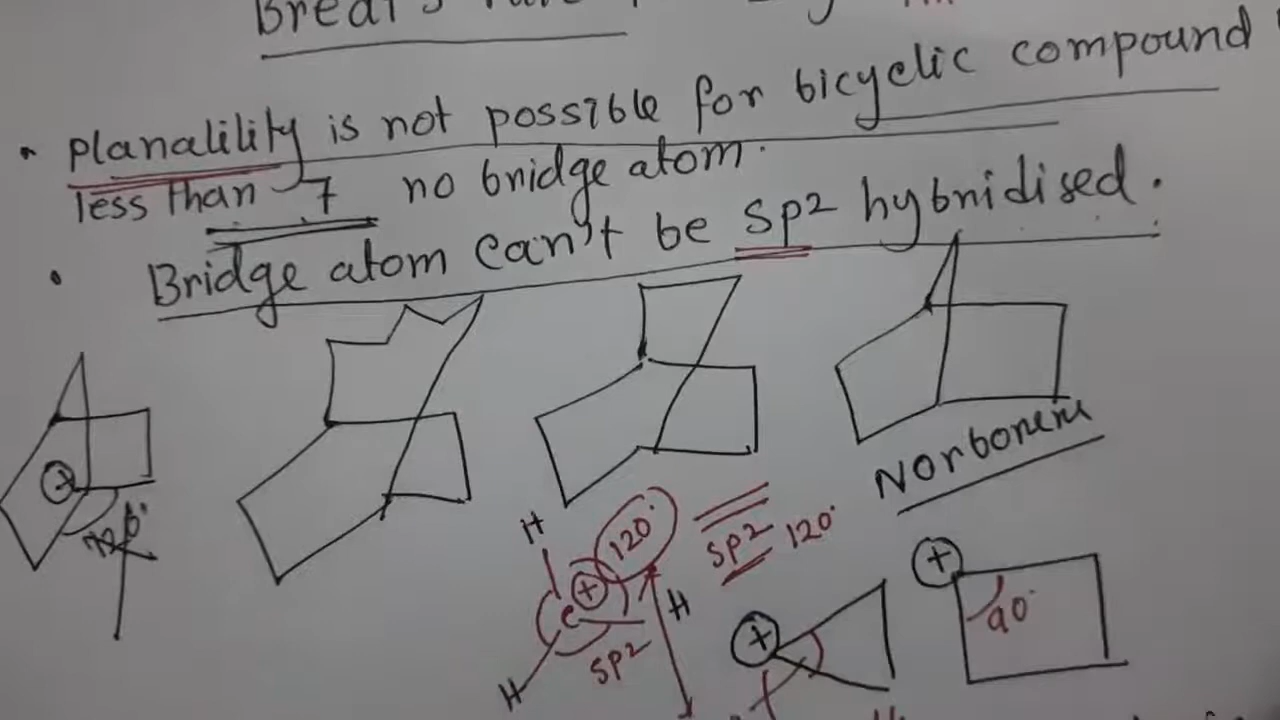 planalility is not possible for bicyclic compound
less than 7 no bridge atom.
Bridge atom can't be sp2 hybridised.
Norbornene
120°
H
120°
sp2 120°
C
H
sp2
H
90°